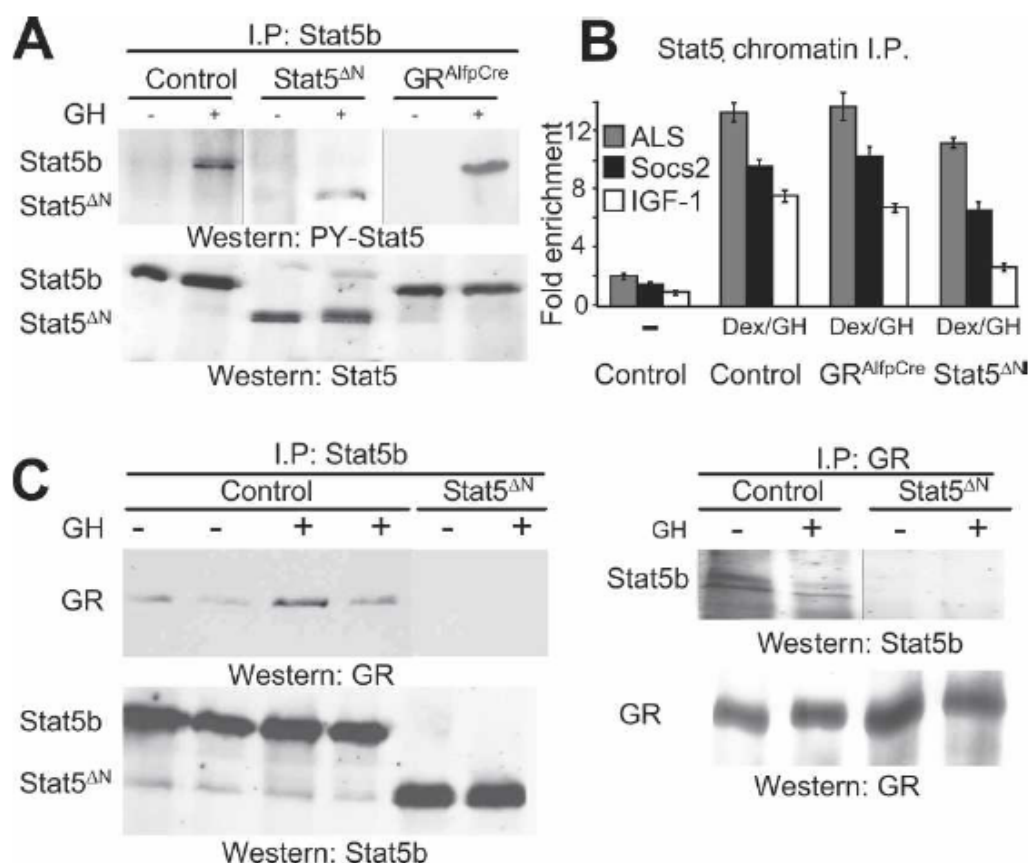 A
I.P: Stat5b
Control Stat5ΔN GRAlfpCre
GH - + - + - +
Stat5b
Stat5ΔN
Western: PY-Stat5
Stat5b
Stat5ΔN
Western: Stat5
B Stat5 chromatin I.P.
Fold enrichment
12
8
4
0
ALS
Socs2
IGF-1
- Dex/GH Dex/GH Dex/GH
Control Control GRAlfpCre Stat5ΔN
C
I.P: Stat5b
Control Stat5ΔN
GH - - + + - +
GR
Western: GR
Stat5b
Stat5ΔN
Western: Stat5b
I.P: GR
Control Stat5ΔN
GH - + - +
Stat5b
Western: Stat5b
GR
Western: GR